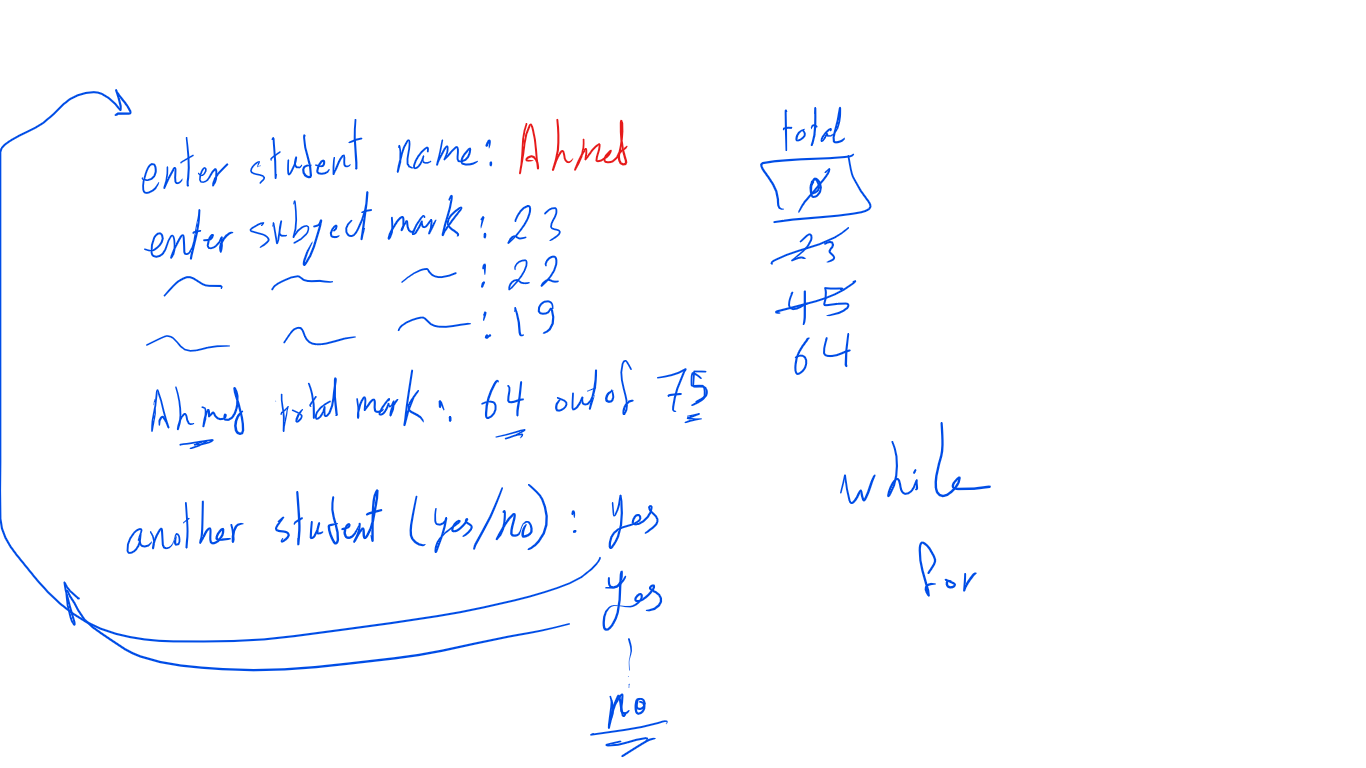 enter student name: Ahmed
enter subject mark: 23
: 22
: 19
Ahmed total mark: 64 out of 75
another student (yes/no): yes
yes
no
total
0
23
45
64
while
for